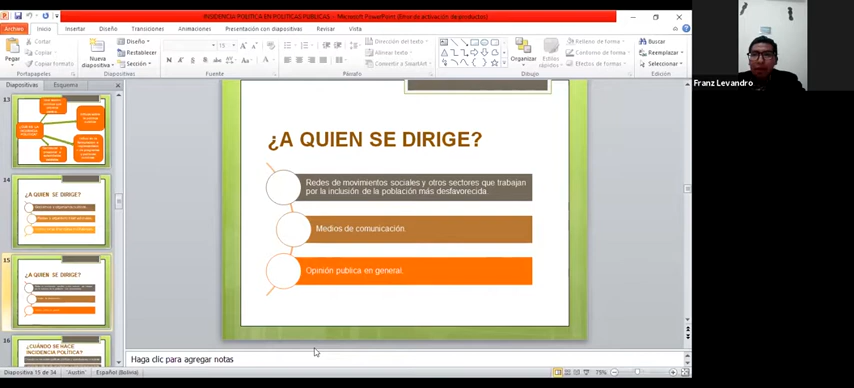 INCIDENCIA POLITICA EN POLITICAS PUBLICAS - Microsoft PowerPoint (Error de activación de productos)
Archivo Inicio Insertar Diseño Transiciones Animaciones Presentación con diapositivas Revisar Vista
Pegar
Cortar
Copiar
Copiar formato
Portapapeles
Nueva diapositiva
Diseño
Restablecer
Sección
Diapositivas
Fuente
Dirección del texto
Alinear texto
Convertir a SmartArt
Párrafo
Organizar
Estilos rápidos
Relleno de forma
Contorno de forma
Efectos de formas
Dibujo
Buscar
Reemplazar
Seleccionar
Edición
Diapositivas Esquema
13
14
¿A QUIEN SE DIRIGE?
15
¿A QUIEN SE DIRIGE?
16
¿CUÁNDO SE HACE
INCIDENCIA POLÍTICA?
¿A QUIEN SE DIRIGE?
Redes de movimientos sociales y otros sectores que trabajan
por la inclusión de la población más desfavorecida.
Medios de comunicación.
Opinión publica en general.
Haga clic para agregar notas
Diapositiva 15 de 34 "Austin" Español (Bolivia) 75%
Franz Levandro